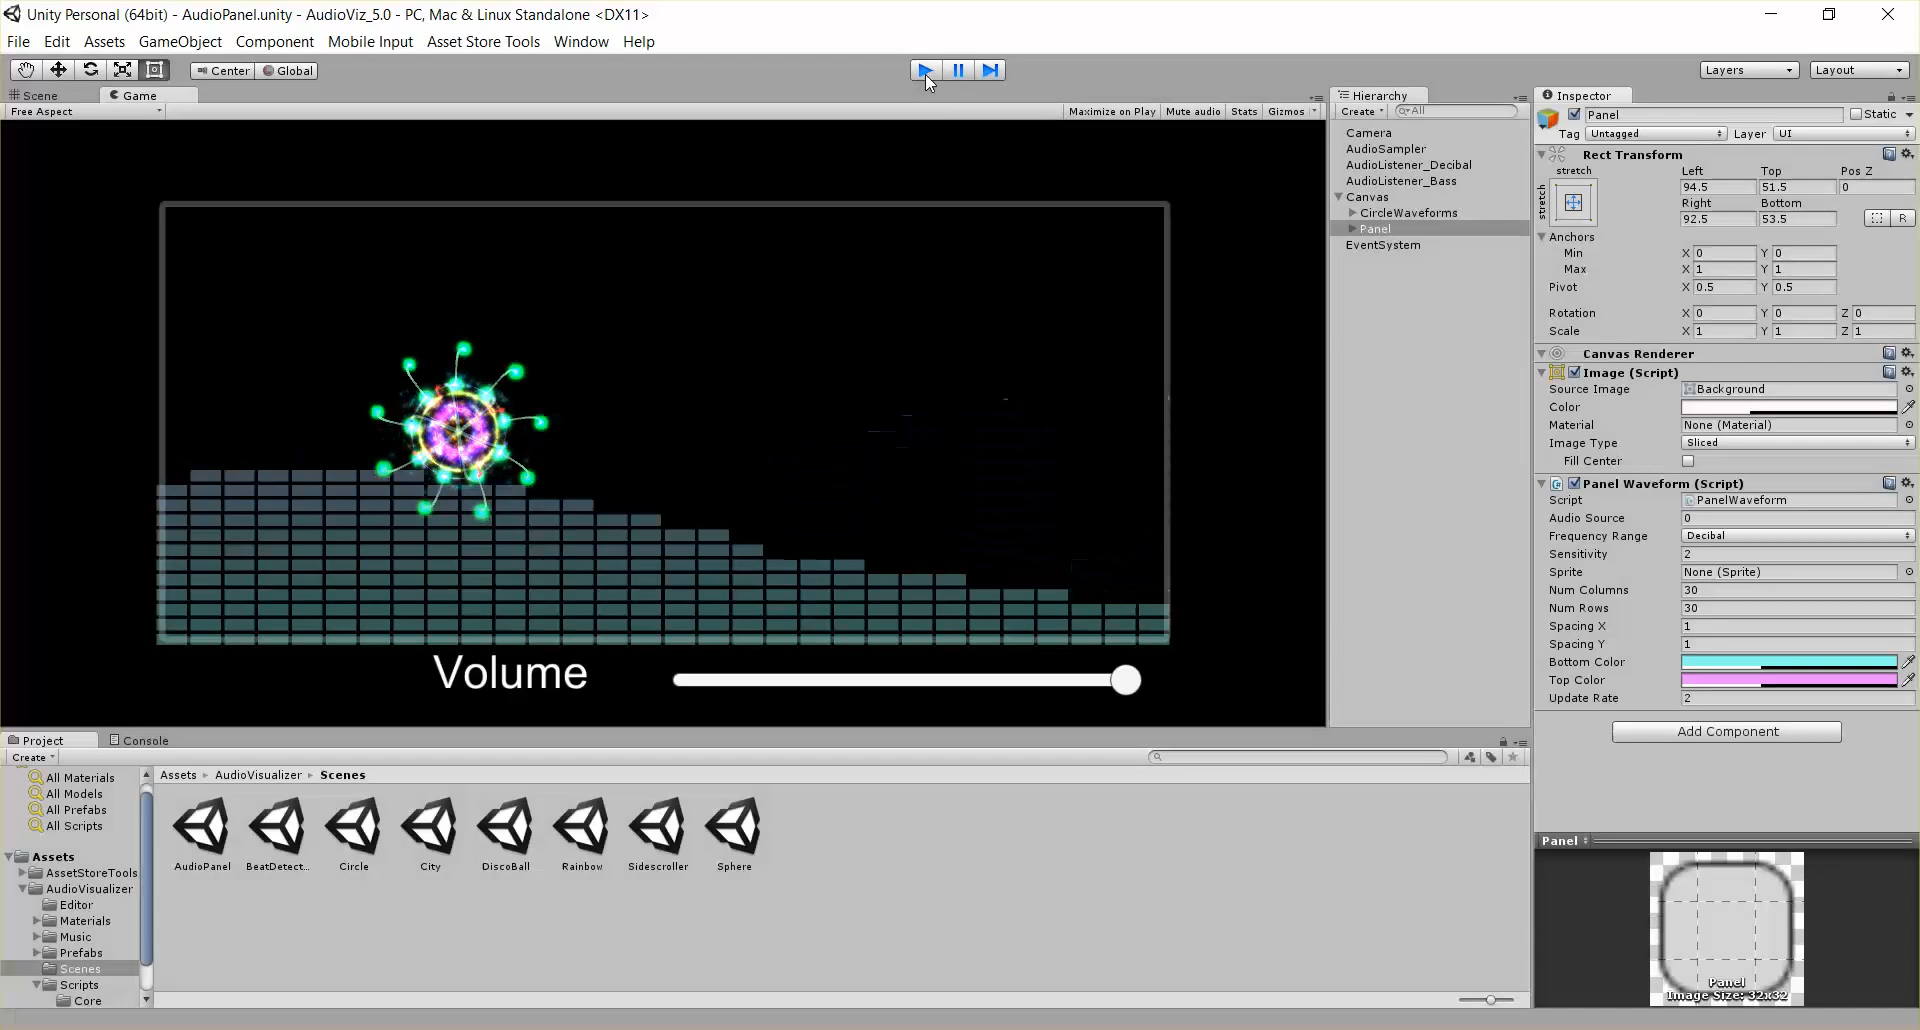 Unity Personal (64bit) - AudioPanel.unity - AudioViz_5.0 - PC, Mac & Linux Standalone <DX11>
File Edit Assets GameObject Component Mobile Input Asset Store Tools Window Help
Center Global Layers Layout
Scene Game
Free Aspect Maximize on Play Mute audio Stats Gizmos
Volume
Hierarchy
Create All
Camera
AudioSampler
AudioListener_Decibal
AudioListener_Bass
Canvas
CircleWaveforms
Panel
EventSystem
Inspector
Panel Static
Tag Untagged Layer UI
Rect Transform
stretch
stretch
Left Top Pos Z
94.5 51.5 0
Right Bottom
92.5 53.5 R
Anchors
Min X 0 Y 0
Max X 1 Y 1
Pivot X 0.5 Y 0.5
Rotation X 0 Y 0 Z 0
Scale X 1 Y 1 Z 1
Canvas Renderer
Image (Script)
Source Image Background
Color
Material None (Material)
Image Type Sliced
Fill Center
Panel Waveform (Script)
Script PanelWaveform
Audio Source 0
Frequency Range Decibal
Sensitivity 2
Sprite None (Sprite)
Num Columns 30
Num Rows 30
Spacing X 1
Spacing Y 1
Bottom Color
Top Color
Update Rate 2
Add Component
Project Console
Create
All Materials
All Models
All Prefabs
All Scripts
Assets
AssetStoreTools
AudioVisualizer
Editor
Materials
Music
Prefabs
Scenes
Scripts
Core
Assets AudioVisualizer Scenes
AudioPanel BeatDetect... Circle City DiscoBall Rainbow Sidescroller Sphere
Panel
Panel
Image Size: 32x32